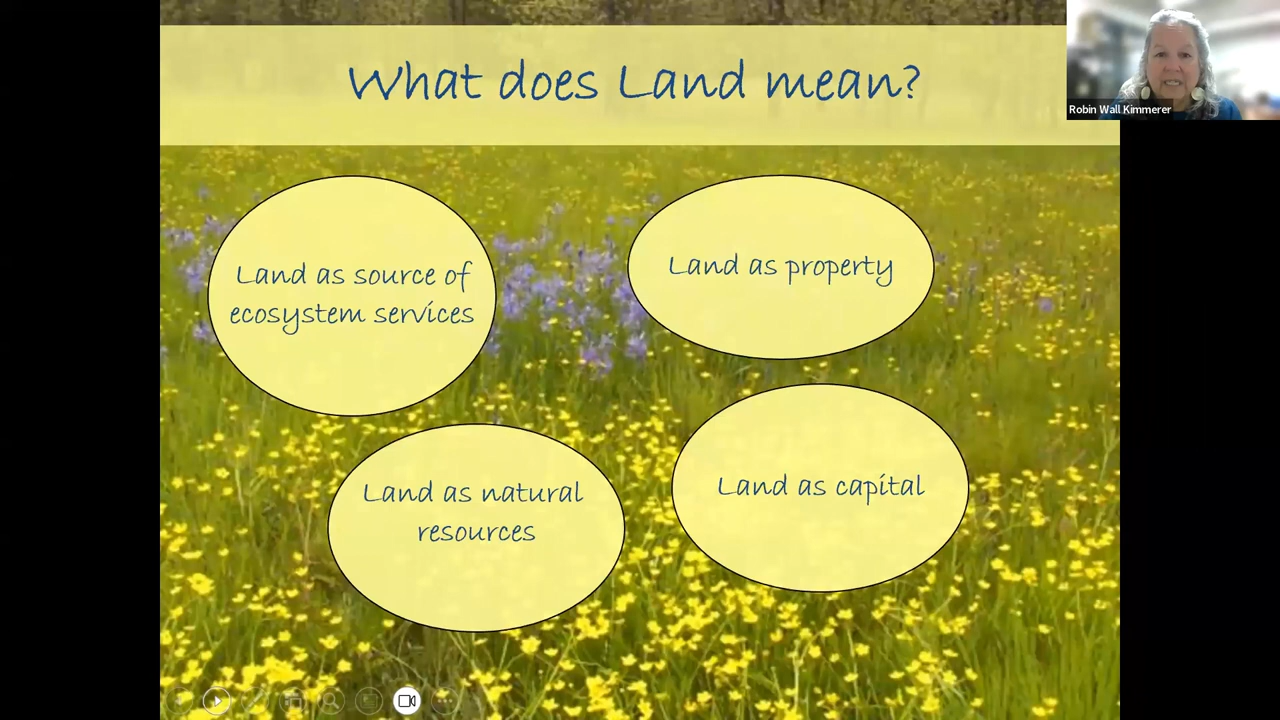 What does Land mean?
Robin Wall Kimmerer
Land as source of
ecosystem services
Land as property
Land as natural
resources
Land as capital